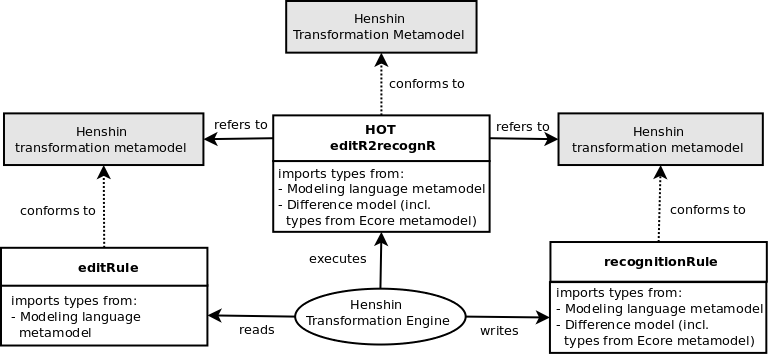 Henshin
Transformation Metamodel
conforms to
Henshin
transformation metamodel
refers to
HOT
editR2recognR
refers to
Henshin
transformation metamodel
imports types from:
- Modeling language metamodel
- Difference model (incl.
types from Ecore metamodel)
conforms to
conforms to
editRule
imports types from:
- Modeling language
metamodel
executes
recognitionRule
imports types from:
- Modeling language metamodel
- Difference model (incl.
types from Ecore metamodel)
Henshin
Transformation Engine
reads
writes